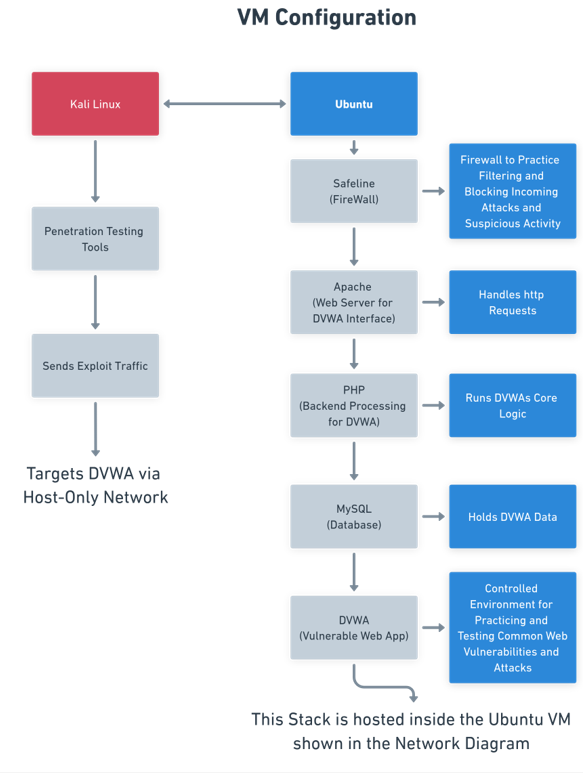 VM Configuration
Kali Linux
Ubuntu
Safeline
(FireWall)
Firewall to Practice
Filtering and
Blocking Incoming
Attacks and
Suspicious Activity
Penetration Testing
Tools
Apache
(Web Server for
DVWA Interface)
Handles http
Requests
Sends Exploit Traffic
PHP
(Backend Processing
for DVWA)
Runs DVWAs Core
Logic
Targets DVWA via
Host-Only Network
MySQL
(Database)
Holds DVWA Data
DVWA
(Vulnerable Web App)
Controlled
Environment for
Practicing and
Testing Common Web
Vulnerabilities and
Attacks
This Stack is hosted inside the Ubuntu VM
shown in the Network Diagram